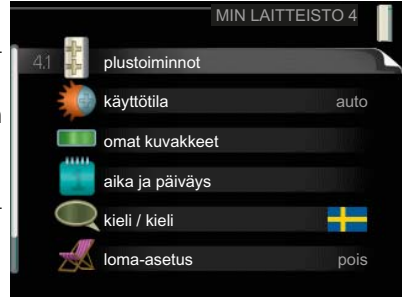 MIN LAITTEISTO 4
4.1 plustoiminnot
käyttötila auto
omat kuvakkeet
aika ja päiväys
kieli / kieli
loma-asetus pois